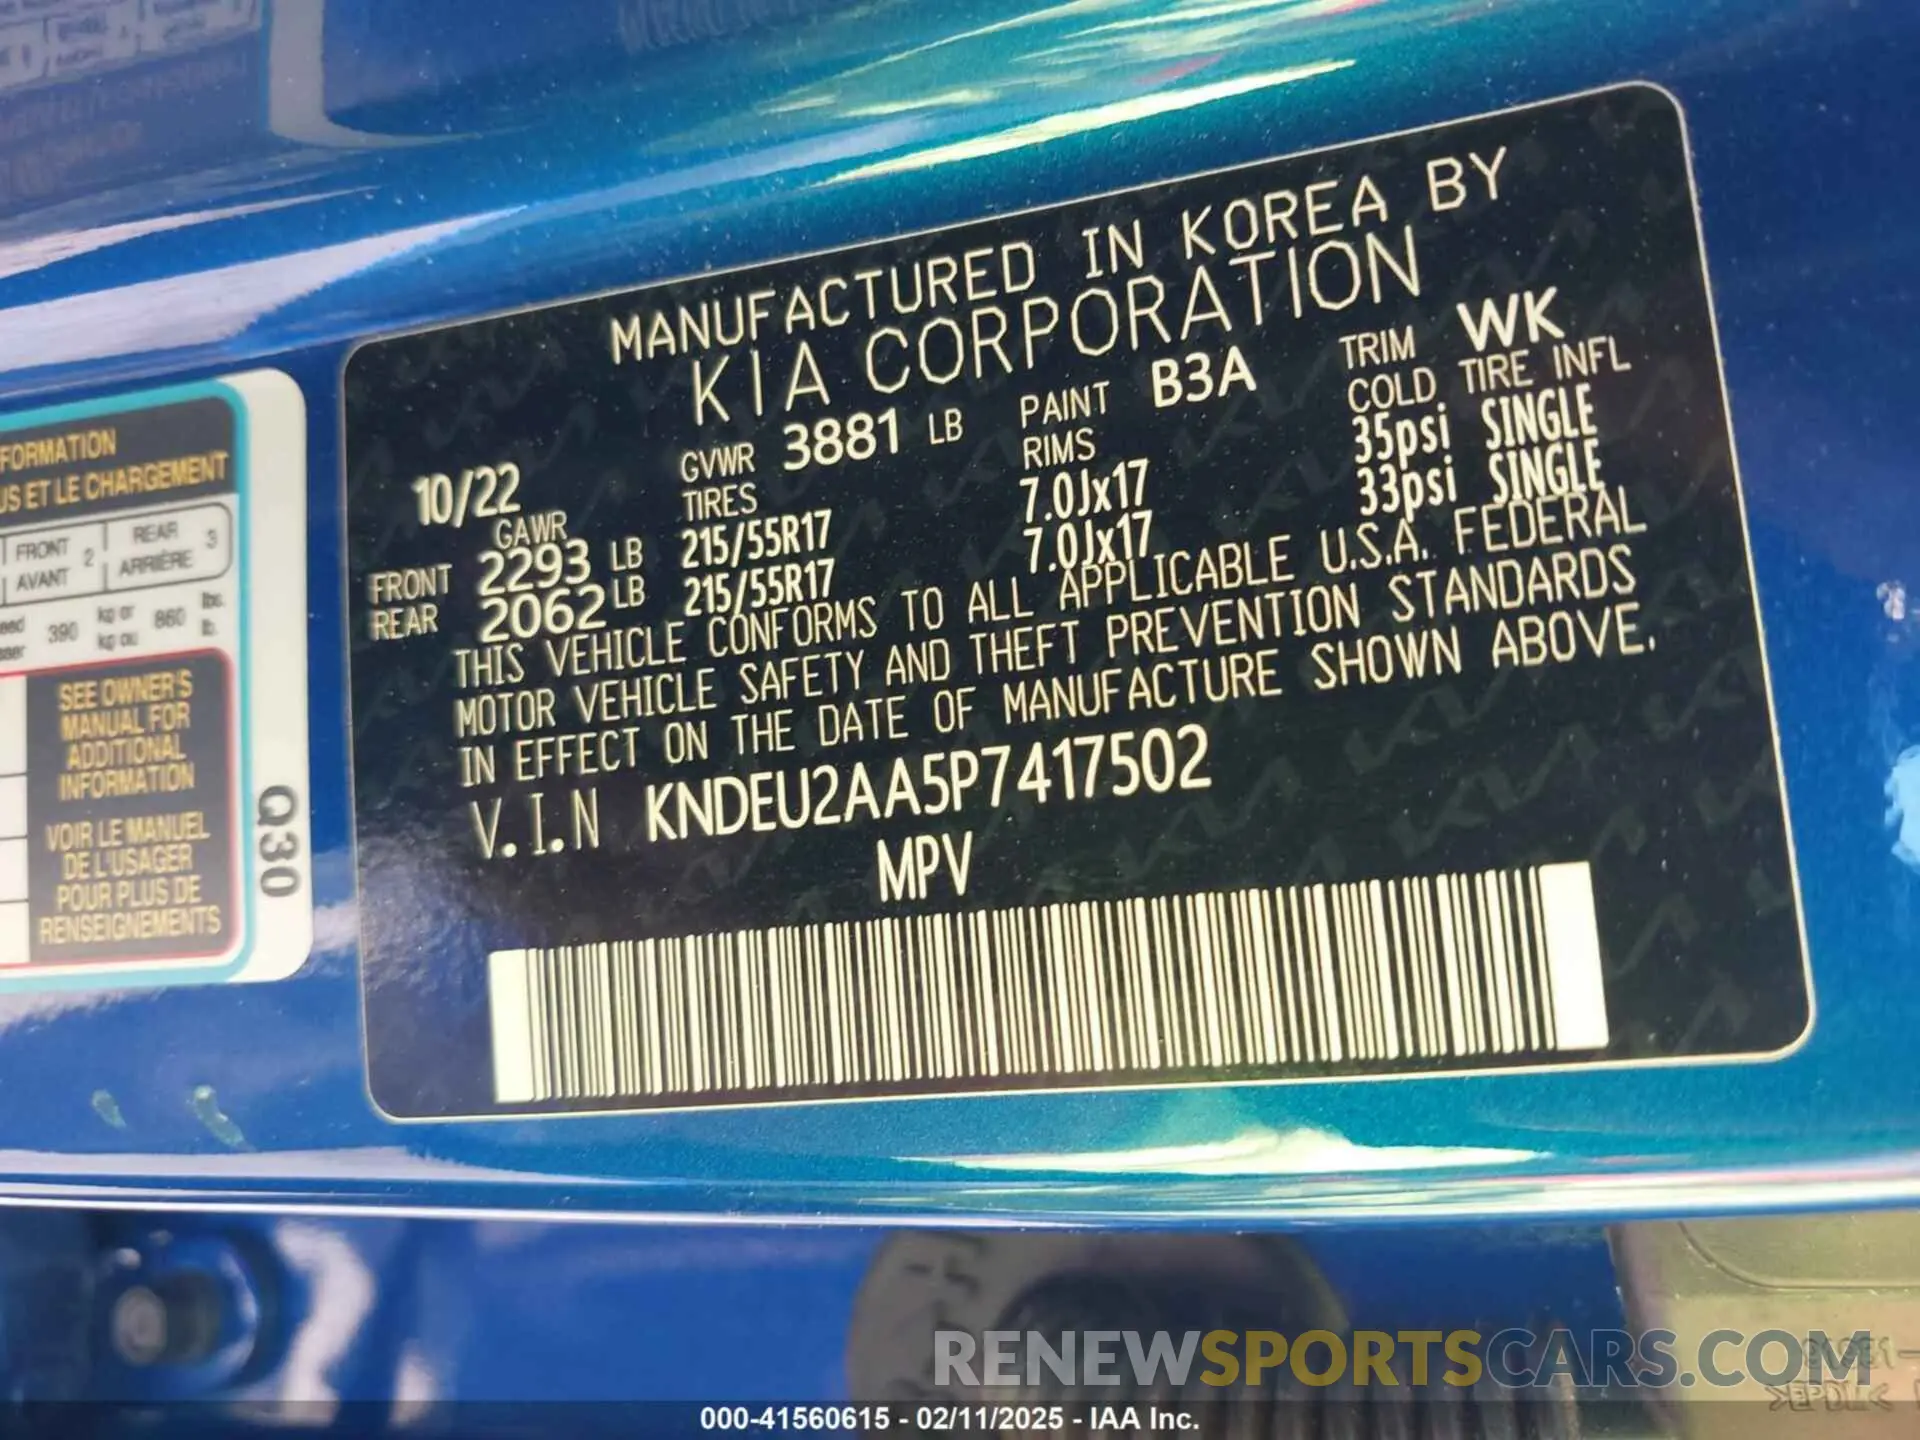 MANUFACTURED IN KOREA BY
KIA CORPORATION
10/22 GVWR 3881 LB PAINT B3A TRIM WK
GAWR TIRES RIMS COLD TIRE INFL
FRONT 2293 LB 215/55R17 7.0Jx17 35psi SINGLE
REAR 2062 LB 215/55R17 7.0Jx17 33psi SINGLE
THIS VEHICLE CONFORMS TO ALL APPLICABLE U.S.A. FEDERAL
MOTOR VEHICLE SAFETY AND THEFT PREVENTION STANDARDS
IN EFFECT ON THE DATE OF MANUFACTURE SHOWN ABOVE.
V.I.N KNDEU2AA5P7417502
MPV
FORMATION
US ET LE CHARGEMENT
FRONT 2 REAR 3
AVANT ARRIÈRE
390 kg or 860 lbs.
kg ou lb.
SEE OWNER'S
MANUAL FOR
ADDITIONAL
INFORMATION
VOIR LE MANUEL
DE L'USAGER
POUR PLUS DE
RENSEIGNEMENTS
Q30
RENEWSPORTSCARS.COM
000-41560615 - 02/11/2025 - IAA Inc.